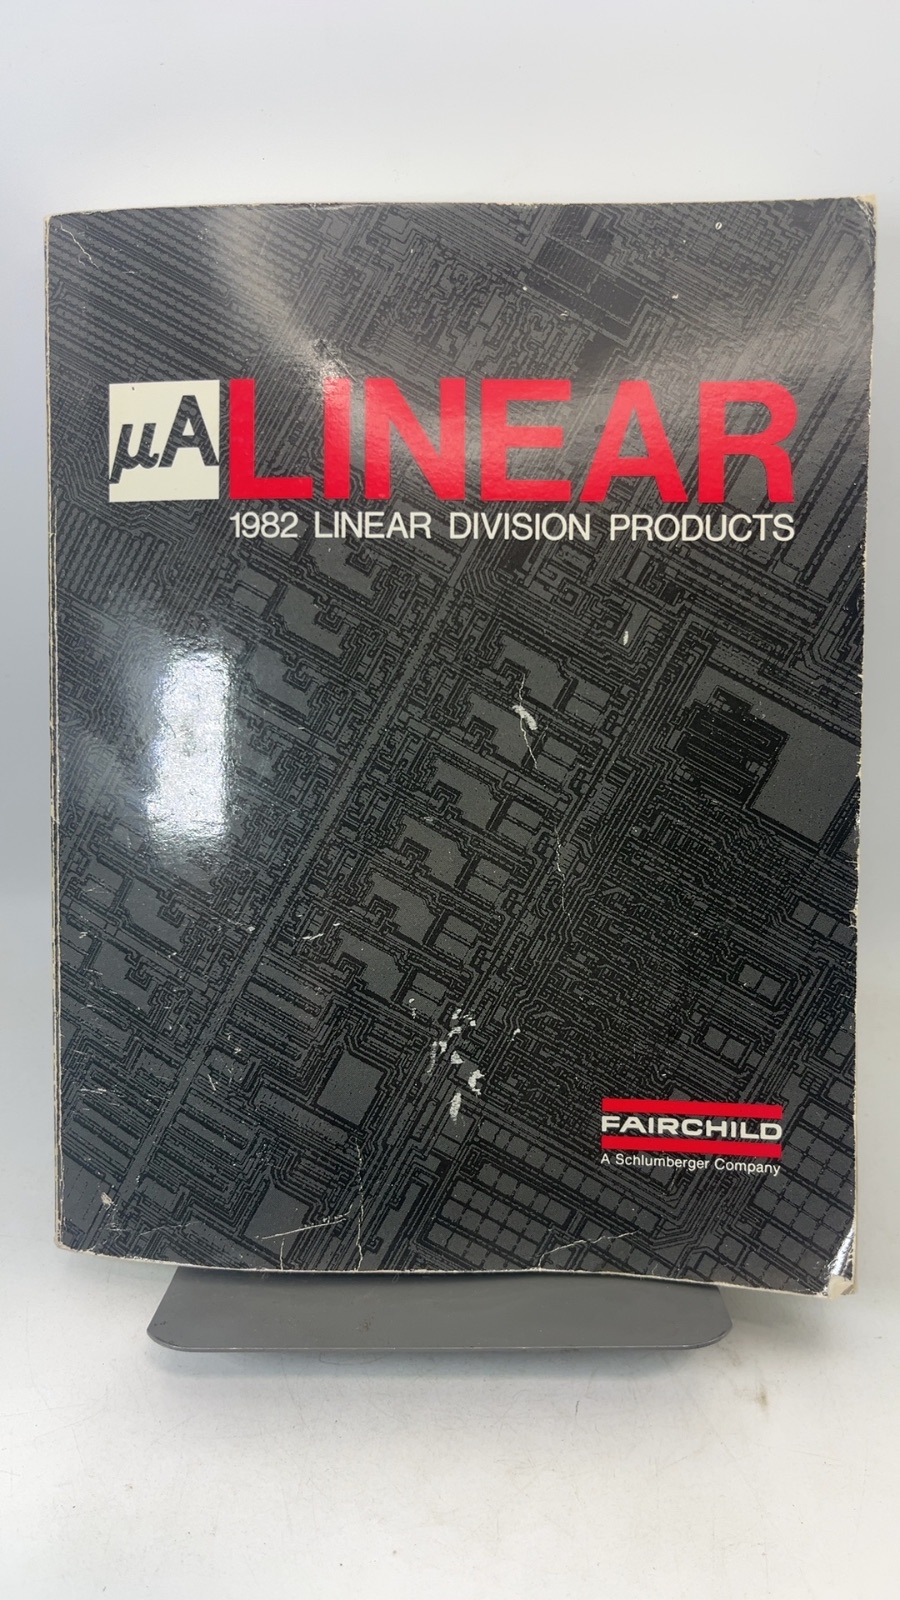 µA LINEAR
1982 LINEAR DIVISION PRODUCTS
FAIRCHILD
A Schlumberger Company